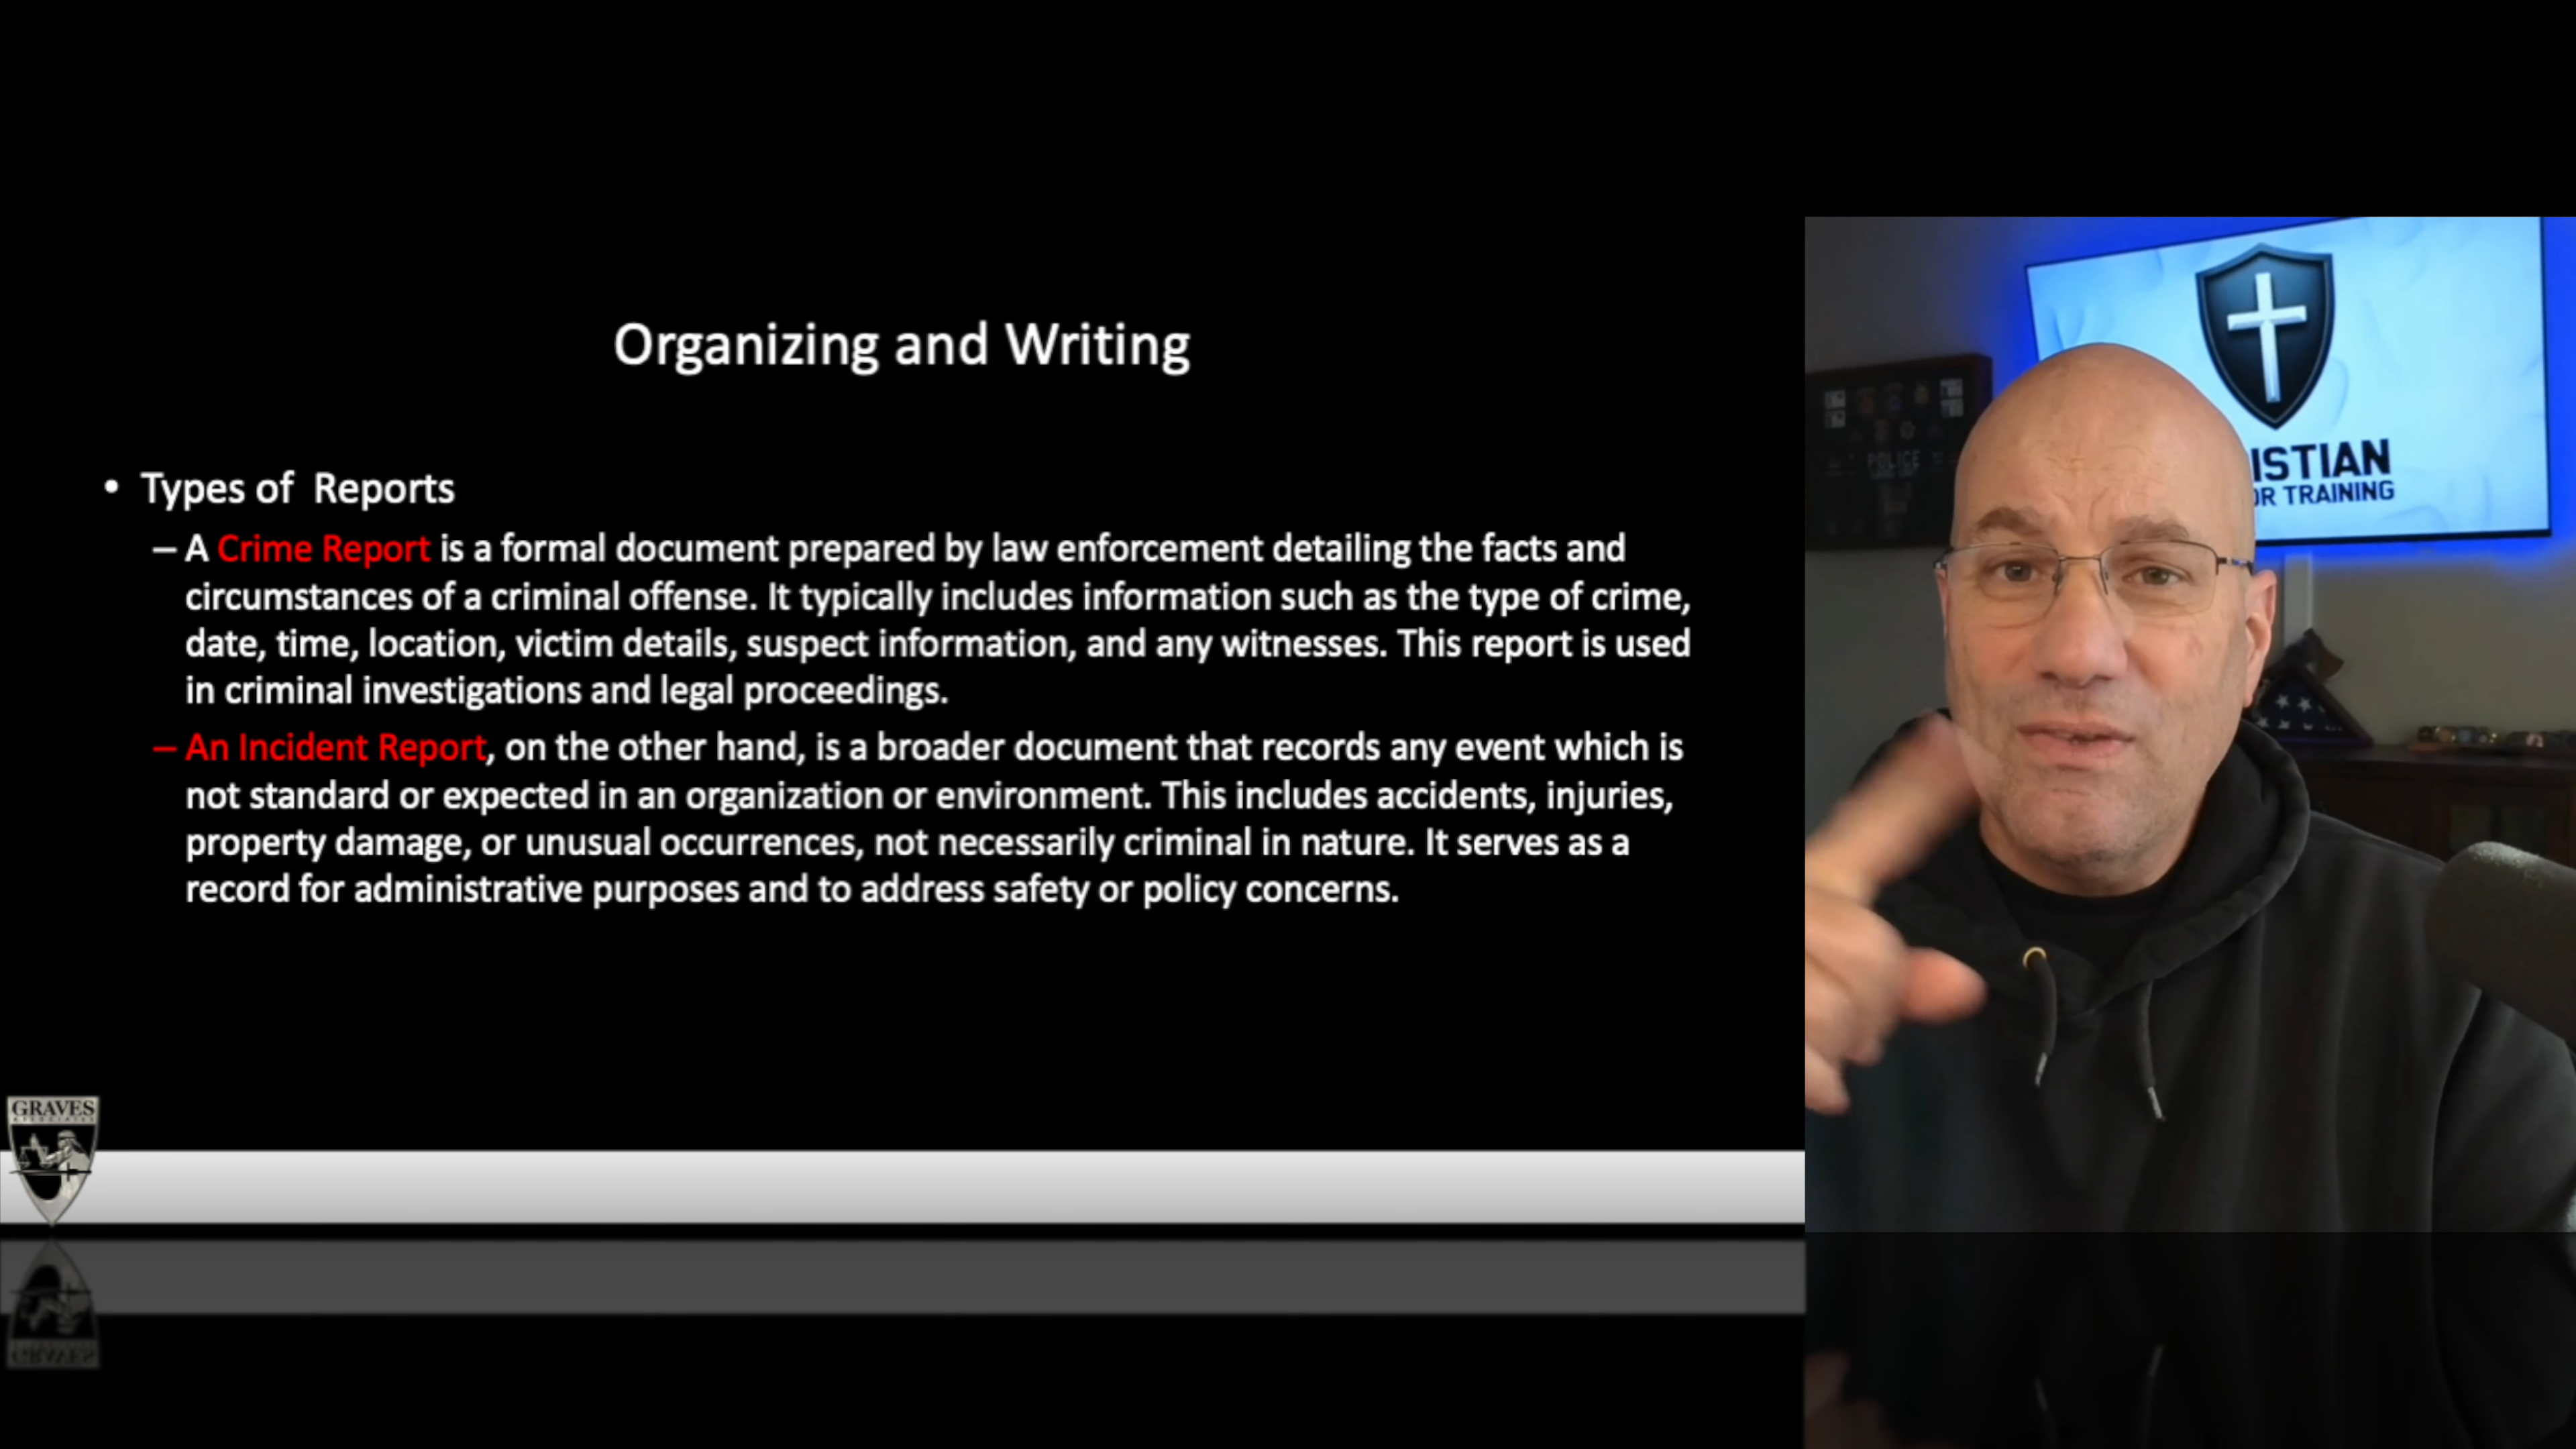 Organizing and Writing
• Types of  Reports
– A Crime Report is a formal document prepared by law enforcement detailing the facts and
circumstances of a criminal offense. It typically includes information such as the type of crime,
date, time, location, victim details, suspect information, and any witnesses. This report is used
in criminal investigations and legal proceedings.
– An Incident Report, on the other hand, is a broader document that records any event which is
not standard or expected in an organization or environment. This includes accidents, injuries,
property damage, or unusual occurrences, not necessarily criminal in nature. It serves as a
record for administrative purposes and to address safety or policy concerns.
GRAVES
ISTIAN
OR TRAINING
POLICE